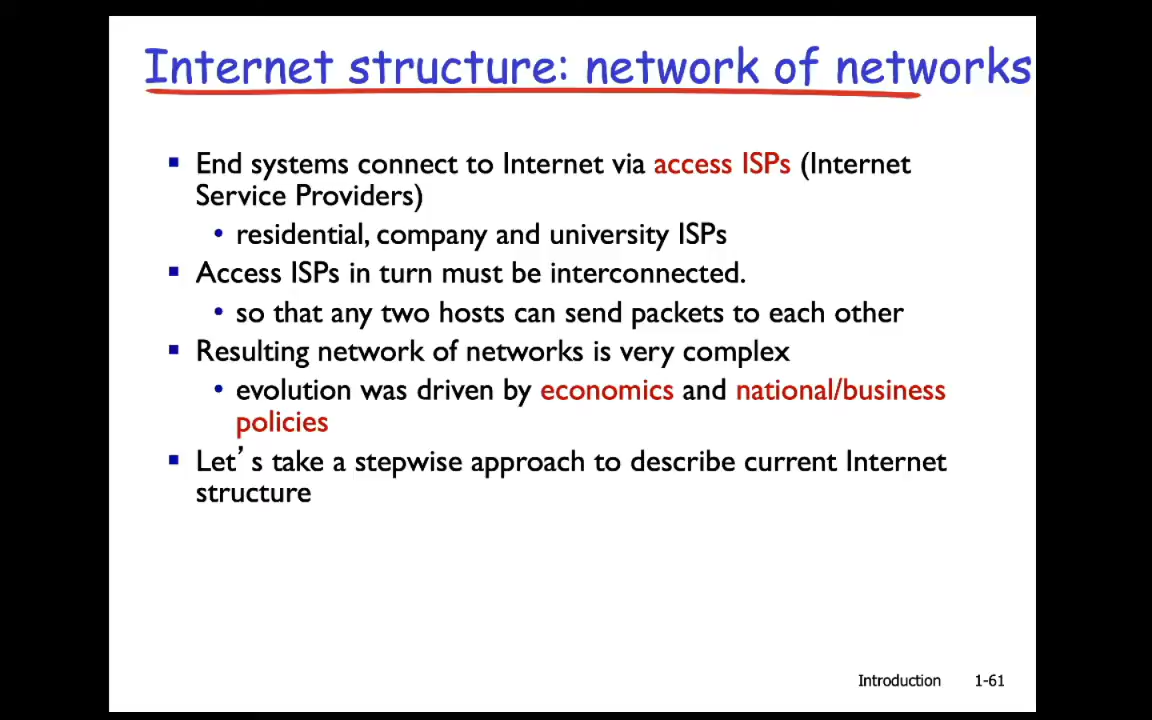 Internet structure: network of networks
▪ End systems connect to Internet via access ISPs (Internet
Service Providers)
• residential, company and university ISPs
▪ Access ISPs in turn must be interconnected.
• so that any two hosts can send packets to each other
▪ Resulting network of networks is very complex
• evolution was driven by economics and national/business
policies
▪ Let’ s take a stepwise approach to describe current Internet
structure
Introduction 1-61